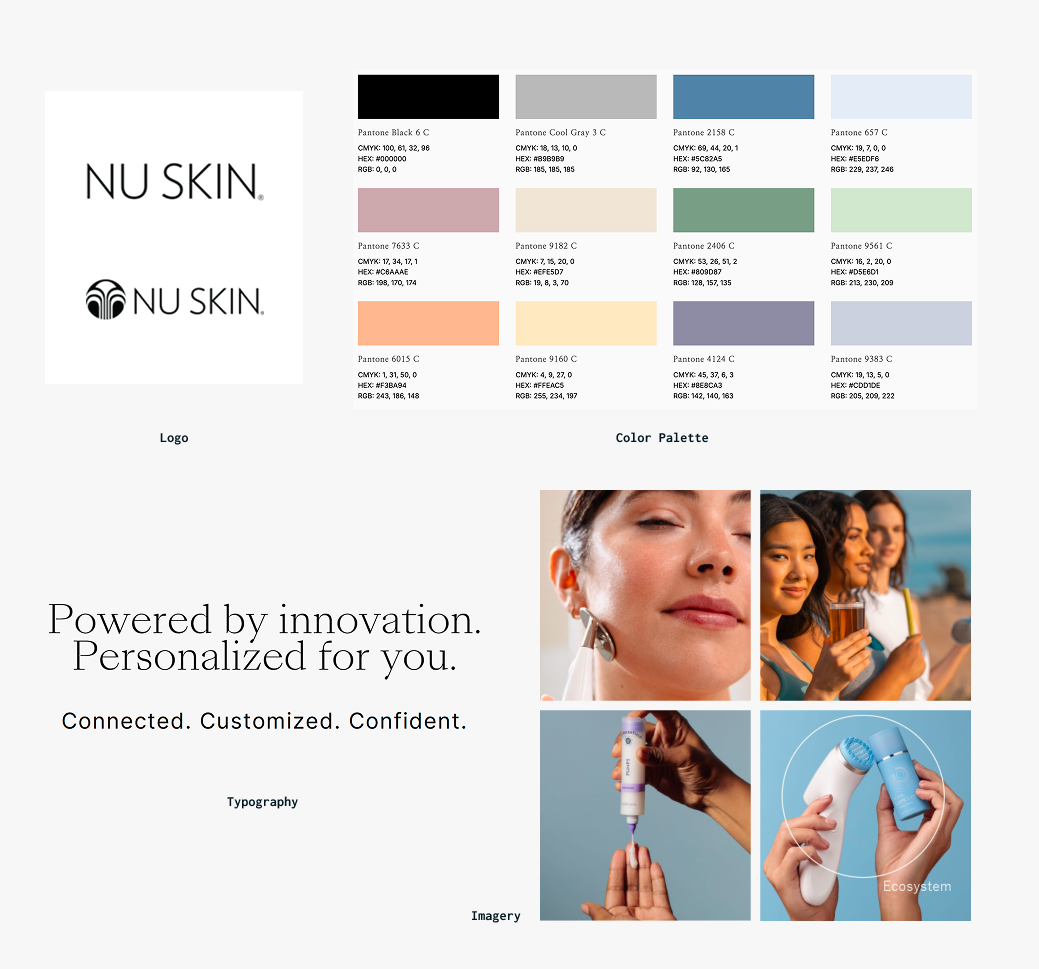 NU SKIN®
NU SKIN®
Logo
Pantone Black 6 C
CMYK: 100, 61, 32, 96
HEX: #000000
RGB: 0, 0, 0
Pantone Cool Gray 3 C
CMYK: 18, 13, 10, 0
HEX: #B9B9B9
RGB: 185, 185, 185
Pantone 2158 C
CMYK: 69, 44, 20, 1
HEX: #5C82A5
RGB: 92, 130, 165
Pantone 657 C
CMYK: 19, 7, 0, 0
HEX: #E5EDF6
RGB: 229, 237, 246
Pantone 7633 C
CMYK: 17, 34, 17, 1
HEX: #C6AAAE
RGB: 198, 170, 174
Pantone 9182 C
CMYK: 7, 15, 20, 0
HEX: #EFE5D7
RGB: 19, 8, 3, 70
Pantone 2406 C
CMYK: 53, 26, 51, 2
HEX: #809D87
RGB: 128, 157, 135
Pantone 9561 C
CMYK: 16, 2, 20, 0
HEX: #D5E6D1
RGB: 213, 230, 209
Pantone 6015 C
CMYK: 1, 31, 50, 0
HEX: #F3BA94
RGB: 243, 186, 148
Pantone 9160 C
CMYK: 4, 9, 27, 0
HEX: #FFEAC5
RGB: 255, 234, 197
Pantone 4124 C
CMYK: 45, 37, 6, 3
HEX: #8E8CA3
RGB: 142, 140, 163
Pantone 9383 C
CMYK: 19, 13, 5, 0
HEX: #CDD1DE
RGB: 205, 209, 222
Color Palette
Powered by innovation.
Personalized for you.
Connected. Customized. Confident.
Typography
Ecosystem
Imagery